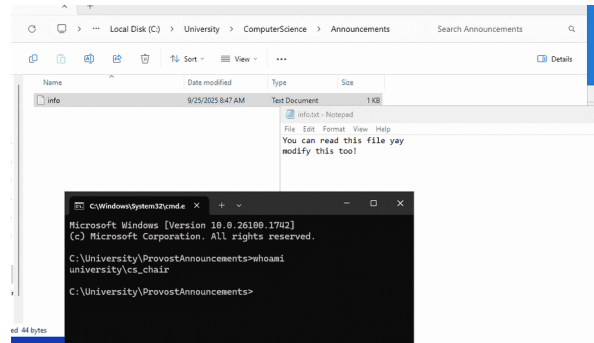 Local Disk (C:) > University > ComputerScience > Announcements
Search Announcements
Sort
View
Details
Name
Date modified
Type
Size
info
9/25/2025 8:47 AM
Text Document
1 KB
info.txt - Notepad
File Edit Format View Help
You can read this file yay
modify this too!
C:\Windows\System32\cmd.e
Microsoft Windows [Version 10.0.26100.1742]
(c) Microsoft Corporation. All rights reserved.
C:\University\ProvostAnnouncements>whoami
university\cs_chair
C:\University\ProvostAnnouncements>
ed 44 bytes